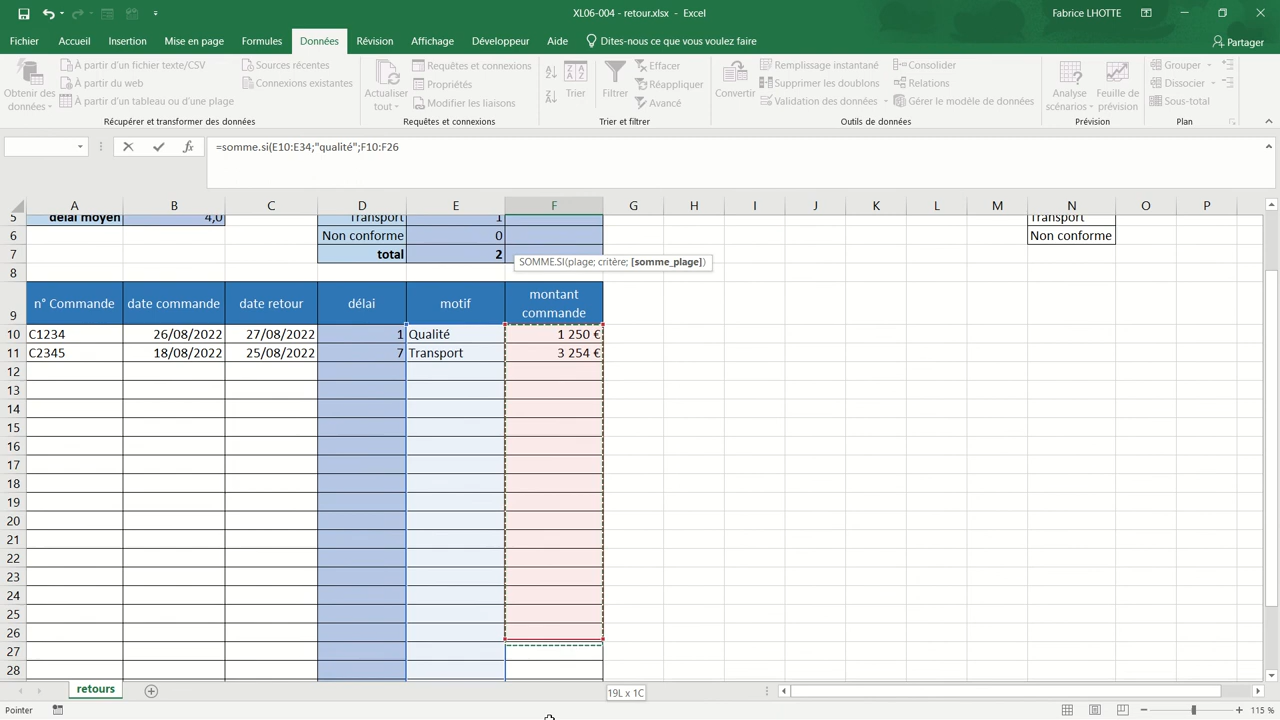 XL06-004 - retour.xlsx - Excel
Fabrice LHOTTE
Fichier Accueil Insertion Mise en page Formules Données Révision Affichage Développeur Aide Dites-nous ce que vous voulez faire Partager
Obtenir des données
À partir d'un fichier texte/CSV
À partir du web
À partir d'un tableau ou d'une plage
Sources récentes
Connexions existantes
Récupérer et transformer des données
Actualiser tout
Requêtes et connexions
Propriétés
Modifier les liaisons
Requêtes et connexions
Trier
Filtrer
Effacer
Réappliquer
Avancé
Trier et filtrer
Convertir
Remplissage instantané
Supprimer les doublons
Validation des données
Consolider
Relations
Gérer le modèle de données
Outils de données
Analyse scénarios
Feuille de prévision
Prévision
Grouper
Dissocier
Sous-total
Plan
=somme.si(E10:E34;"qualité";F10:F26
A B C D E F G H I J K L M N O P
5 délai moyen 4,0 Transport 1 Transport
6 Non conforme 0 Non conforme
7 total 2
SOMME.SI(plage; critère; [somme_plage])
8
9 n° Commande date commande date retour délai motif montant commande
10 C1234 26/08/2022 27/08/2022 1 Qualité 1 250 €
11 C2345 18/08/2022 25/08/2022 7 Transport 3 254 €
12
13
14
15
16
17
18
19
20
21
22
23
24
25
26
27
28
retours
19L x 1C
Pointer
115 %